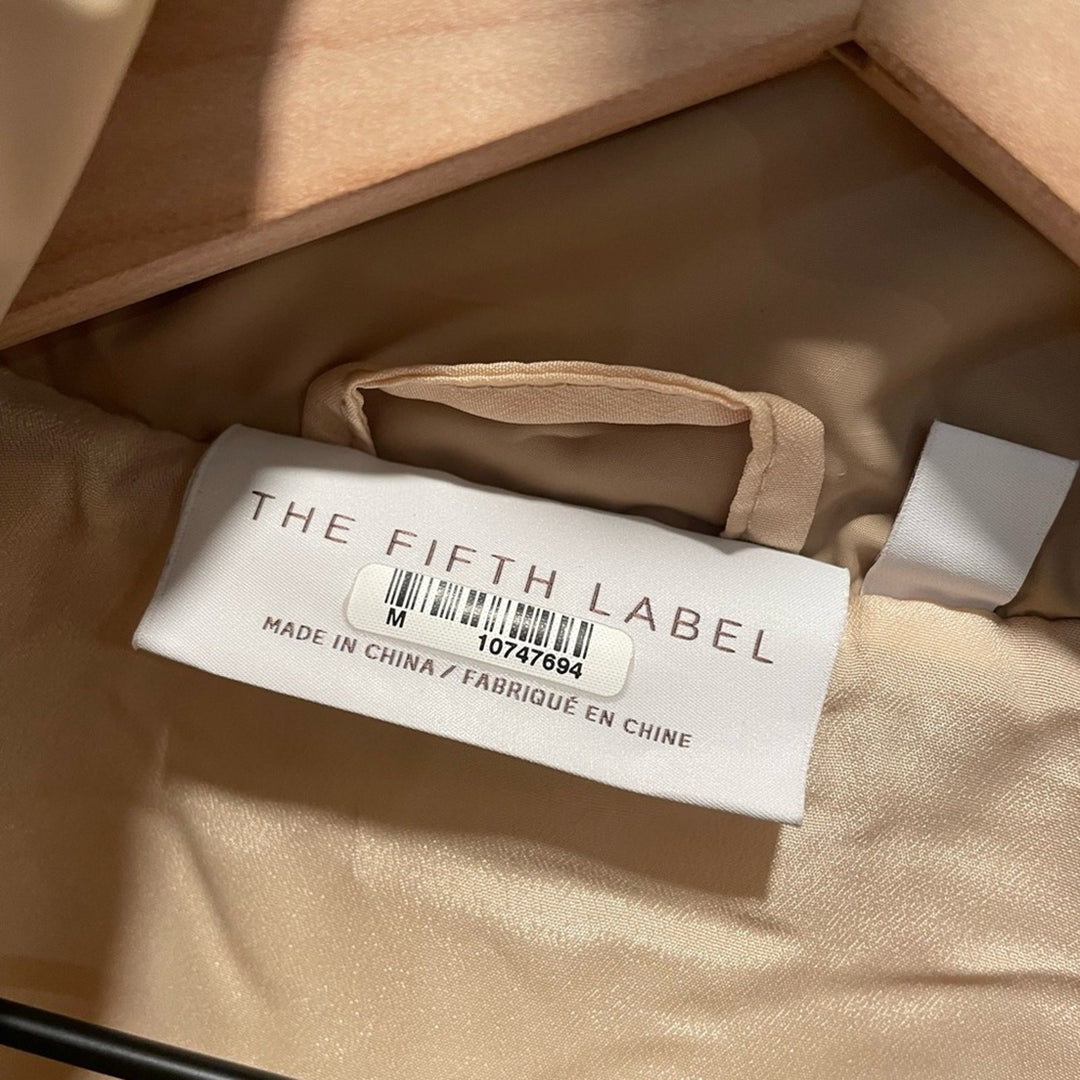 THE FIFTH LABEL
M 10747694
MADE IN CHINA / FABRIQUÉ EN CHINE